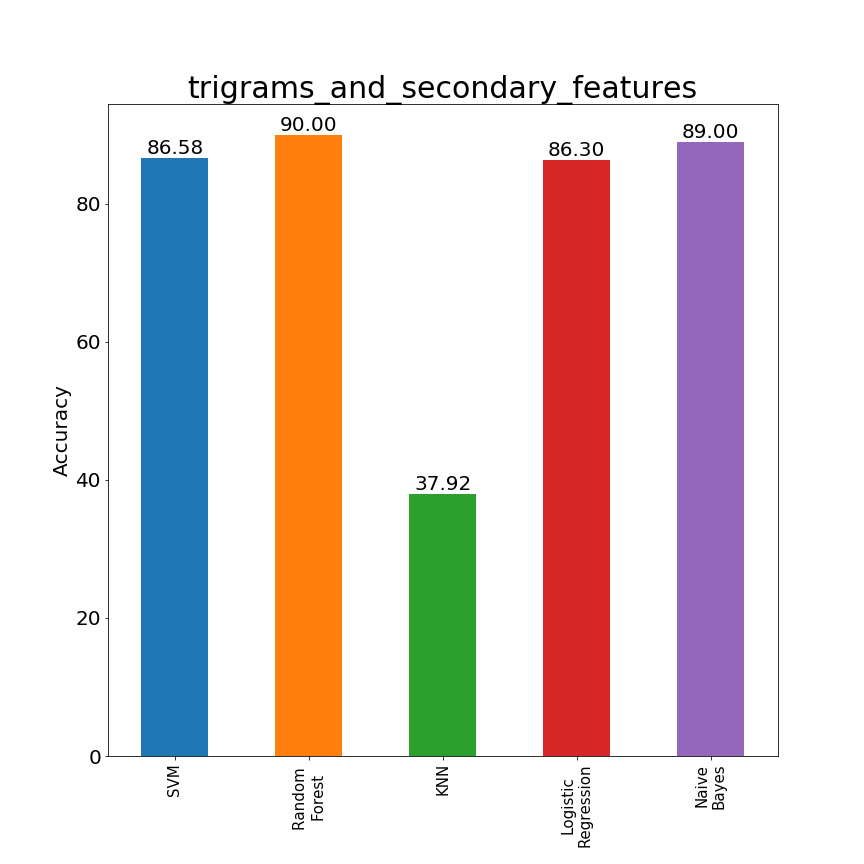 trigrams_and_secondary_features
90.00
89.00
86.58
86.30
80
60
Accuracy
40
37.92
20
0
SVM
Random
Forest
KNN
Logistic
Regression
Naive
Bayes